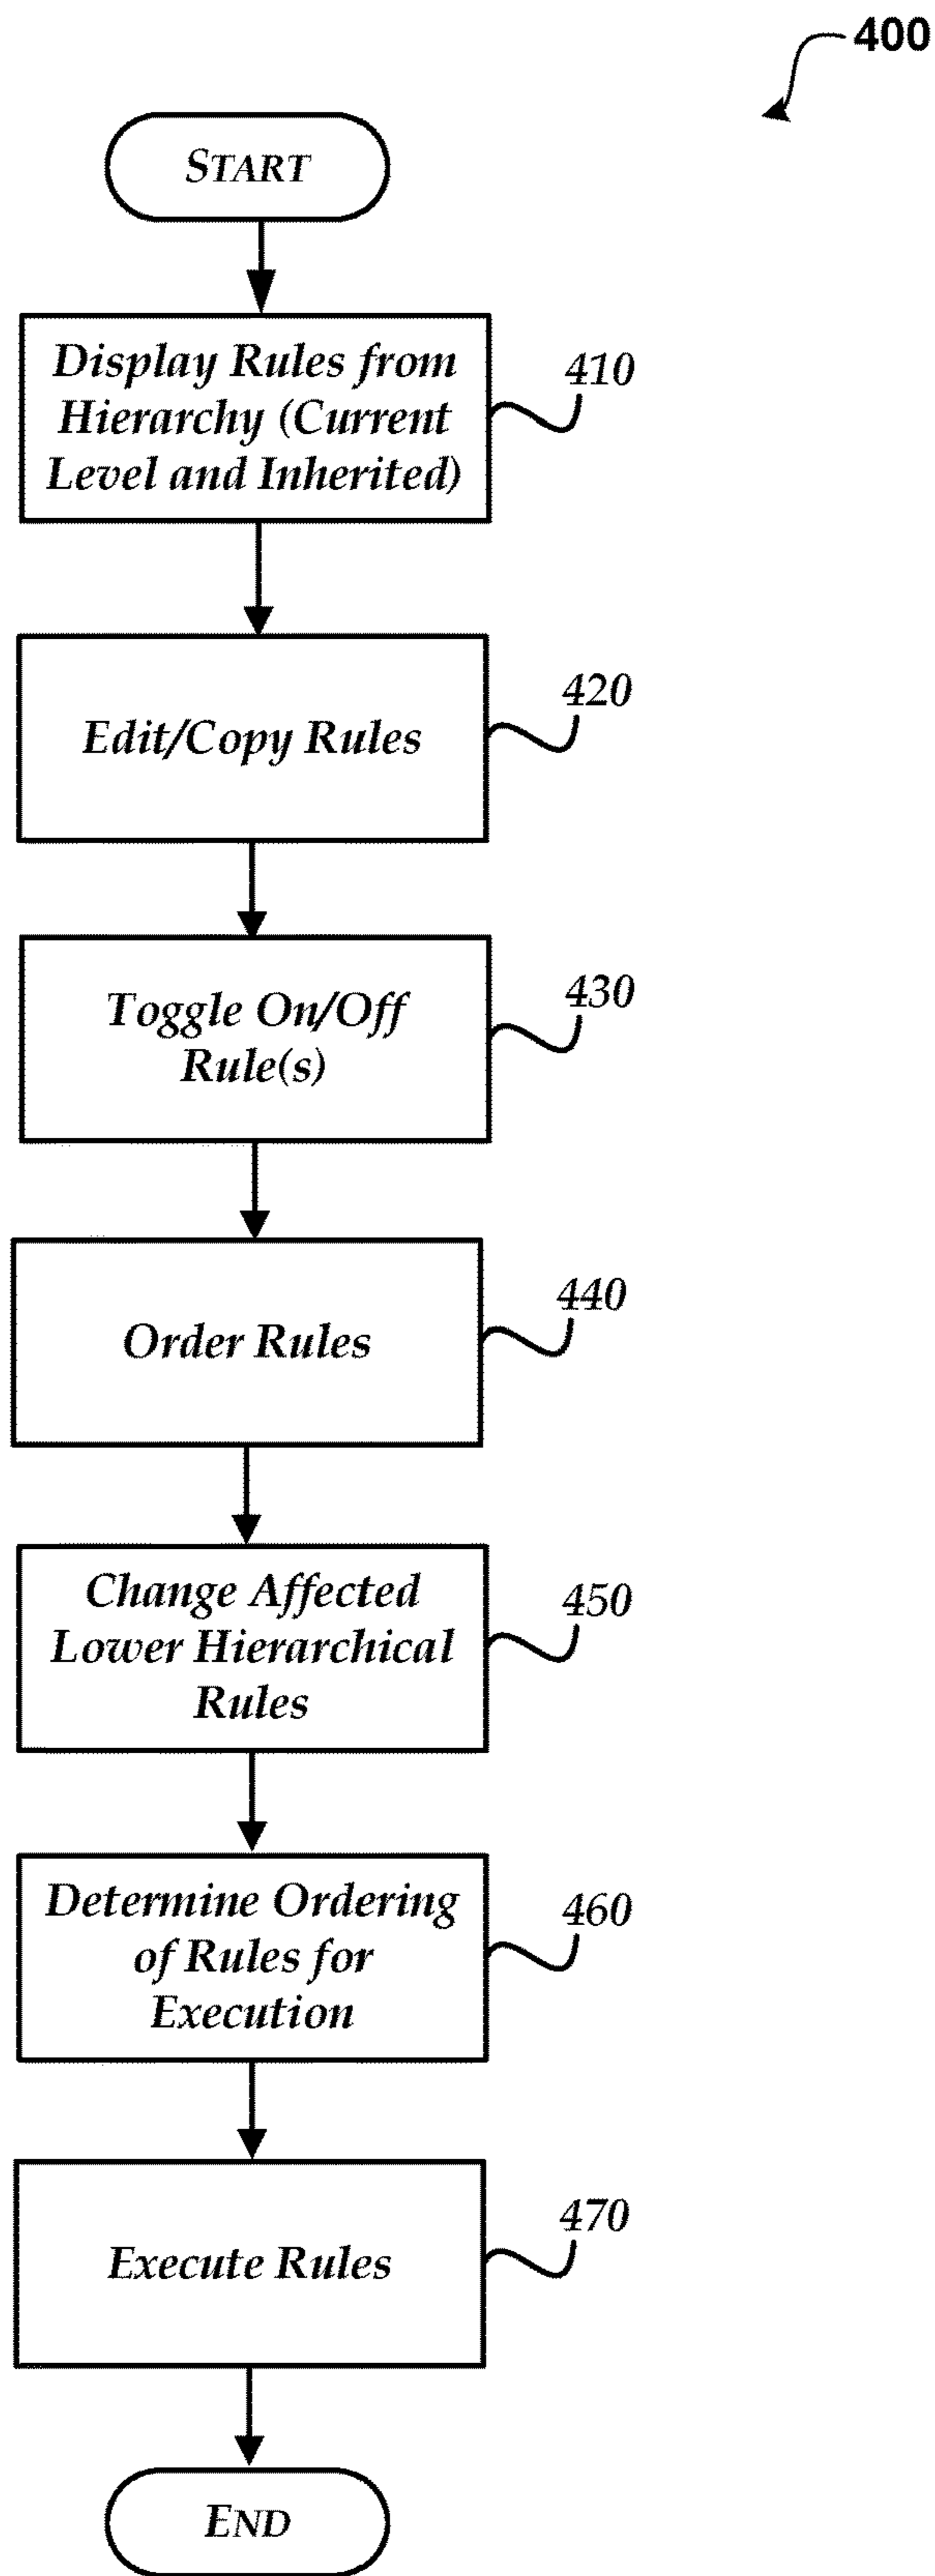 400
START
Display Rules from
Hierarchy (Current
Level and Inherited)
410
Edit/Copy Rules
420
Toggle On/Off
Rule(s)
430
Order Rules
440
Change Affected
Lower Hierarchical
Rules
450
Determine Ordering
of Rules for
Execution
460
Execute Rules
470
END